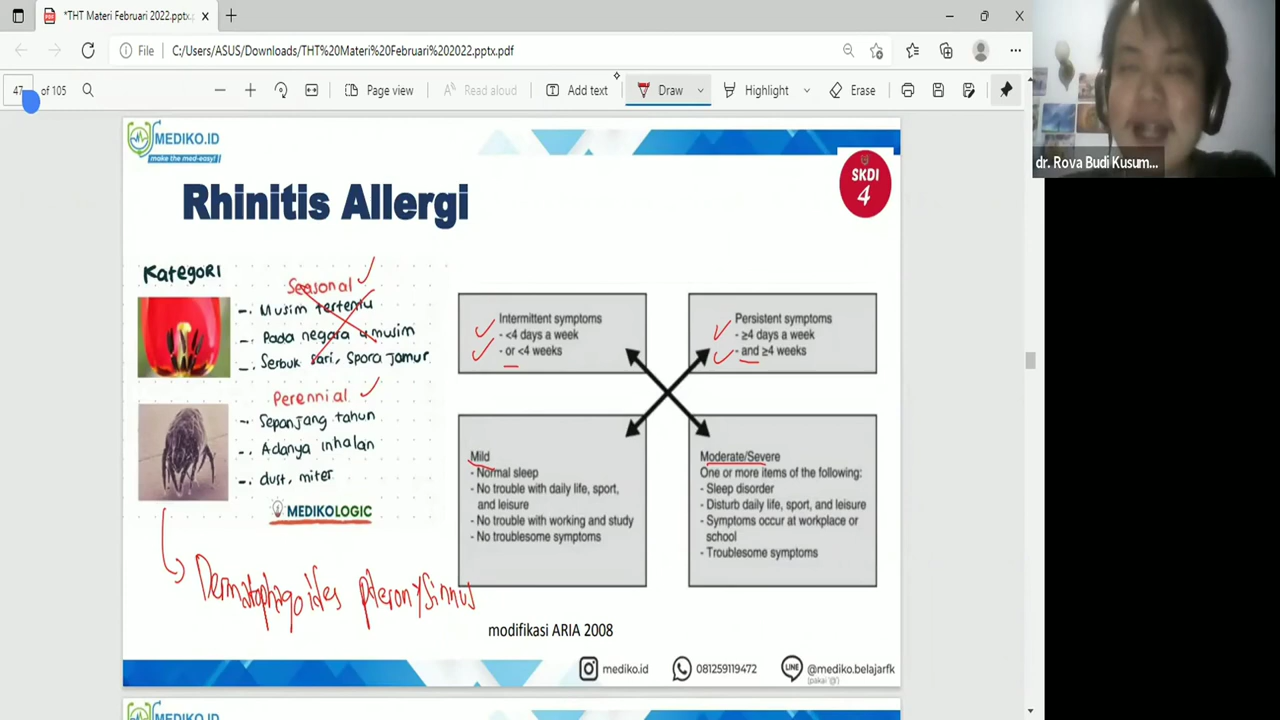 *THT Materi Februari 2022.pptx.p
File
C:/Users/ASUS/Downloads/THT%20Materi%20Februari%202022.pptx.pdf
47 of 105
Page view
Read aloud
Add text
Draw
Highlight
Erase
dr. Rova Budi Kusum...
MEDIKO.ID
make the med-easy!
SKDI
4
Rhinitis Allergi
Kategori
Seasonal
-. Musim tertentu
-. Pada negara 4 musim
-. Serbuk sari, spora jamur
Perennial
-. Sepanjang tahun
-. Adanya inhalan
-. dust, miter
MEDIKOLOGIC
Dermatophagoides pteronysinnus
Intermittent symptoms
- <4 days a week
- or <4 weeks
Persistent symptoms
- ≥4 days a week
- and ≥4 weeks
Mild
- Normal sleep
- No trouble with daily life, sport,
and leisure
- No trouble with working and study
- No troublesome symptoms
Moderate/Severe
One or more items of the following:
- Sleep disorder
- Disturb daily life, sport, and leisure
- Symptoms occur at workplace or
school
- Troublesome symptoms
modifikasi ARIA 2008
mediko.id
081259119472
@mediko.belajarfk
(pakai '@')
MEDIKO.ID